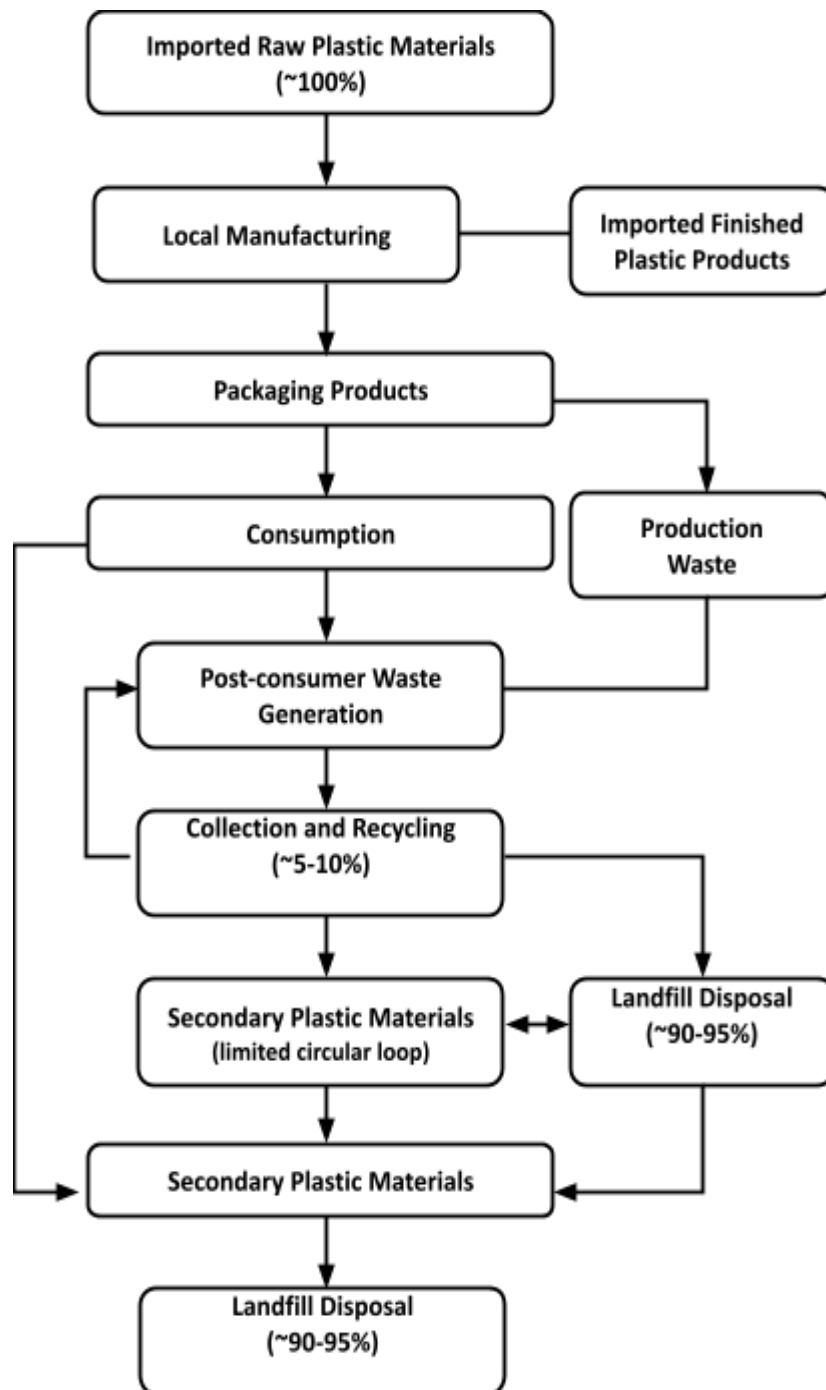 Imported Raw Plastic Materials
(~100%)
Local Manufacturing
Imported Finished
Plastic Products
Packaging Products
Consumption
Production
Waste
Post-consumer Waste
Generation
Collection and Recycling
(~5-10%)
Secondary Plastic Materials
(limited circular loop)
Landfill Disposal
(~90-95%)
Secondary Plastic Materials
Landfill Disposal
(~90-95%)